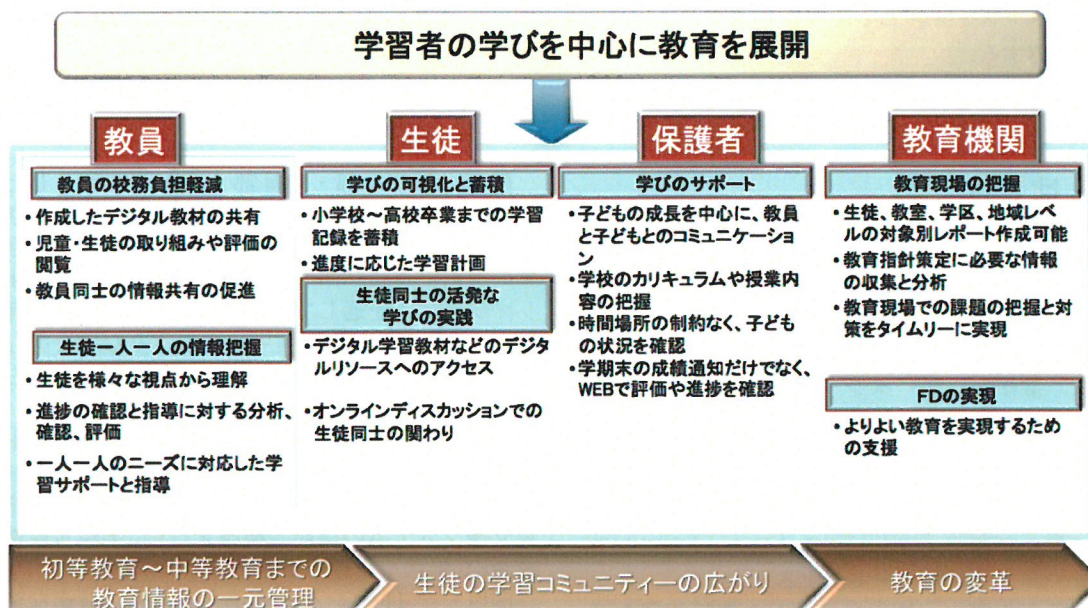 学習者の学びを中心に教育を展開
教員
教員の校務負担軽減
・作成したデジタル教材の共有
・児童・生徒の取り組みや評価の
閲覧
・教員同士の情報共有の促進
生徒一人一人の情報把握
・生徒を様々な視点から理解
・進捗の確認と指導に対する分析、
確認、評価
・一人一人のニーズに対応した学
習サポートと指導
生徒
学びの可視化と蓄積
・小学校～高校卒業までの学習
記録を蓄積
・進度に応じた学習計画
生徒同士の活発な
学びの実践
・デジタル学習教材などのデジタ
ルリソースへのアクセス
・オンラインディスカッションでの
生徒同士の関わり
保護者
学びのサポート
・子どもの成長を中心に、教員
と子どもとのコミュニケーショ
ン
・学校のカリキュラムや授業内
容の把握
・時間場所の制約なく、子ども
の状況を確認
・学期末の成績通知だけでなく、
WEBで評価や進捗を確認
教育機関
教育現場の把握
・生徒、教室、学区、地域レベ
ルの対象別レポート作成可能
・教育指針策定に必要な情報
の収集と分析
・教育現場での課題の把握と対
策をタイムリーに実現
FDの実現
・よりよい教育を実現するため
の支援
初等教育～中等教育までの
教育情報の一元管理
生徒の学習コミュニティーの広がり
教育の変革